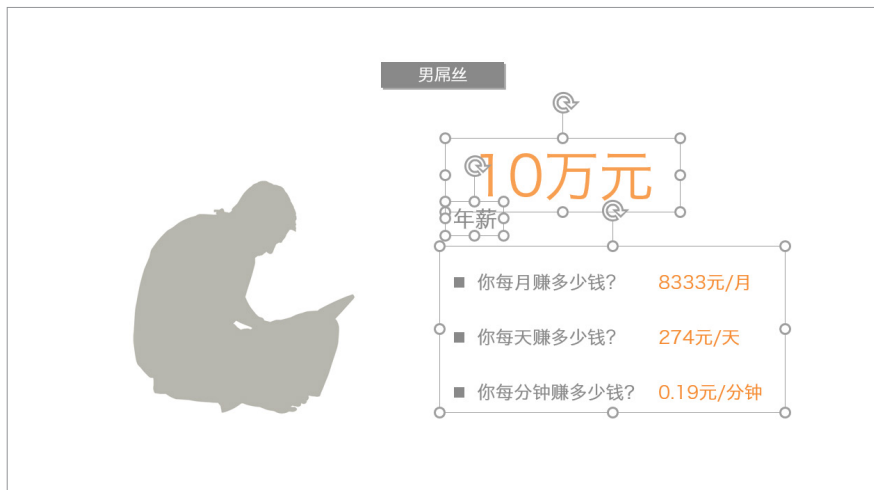 男屌丝
10万元
年薪
你每月赚多少钱? 8333元/月
你每天赚多少钱? 274元/天
你每分钟赚多少钱? 0.19元/分钟